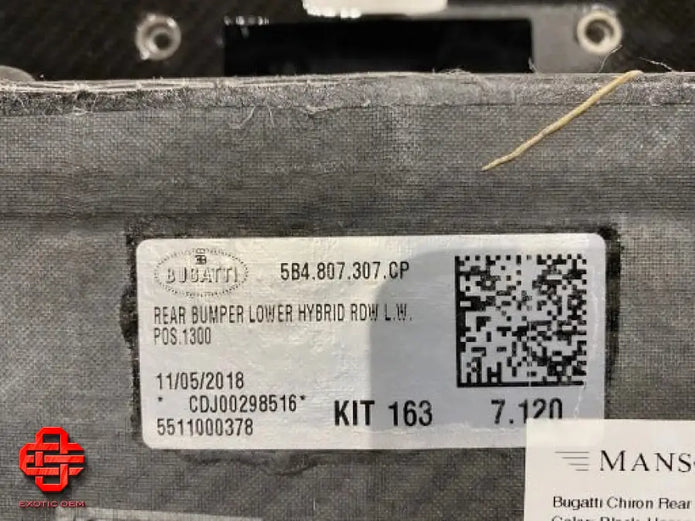 BUGATTI
5B4.807.307.CP
REAR BUMPER LOWER HYBRID RDW L.W.
POS.1300
11/05/2018
* CDJ00298516*
KIT 163
7.120
5511000378
MANS
Bugatti Chiron Rear
EXOTIC OEM